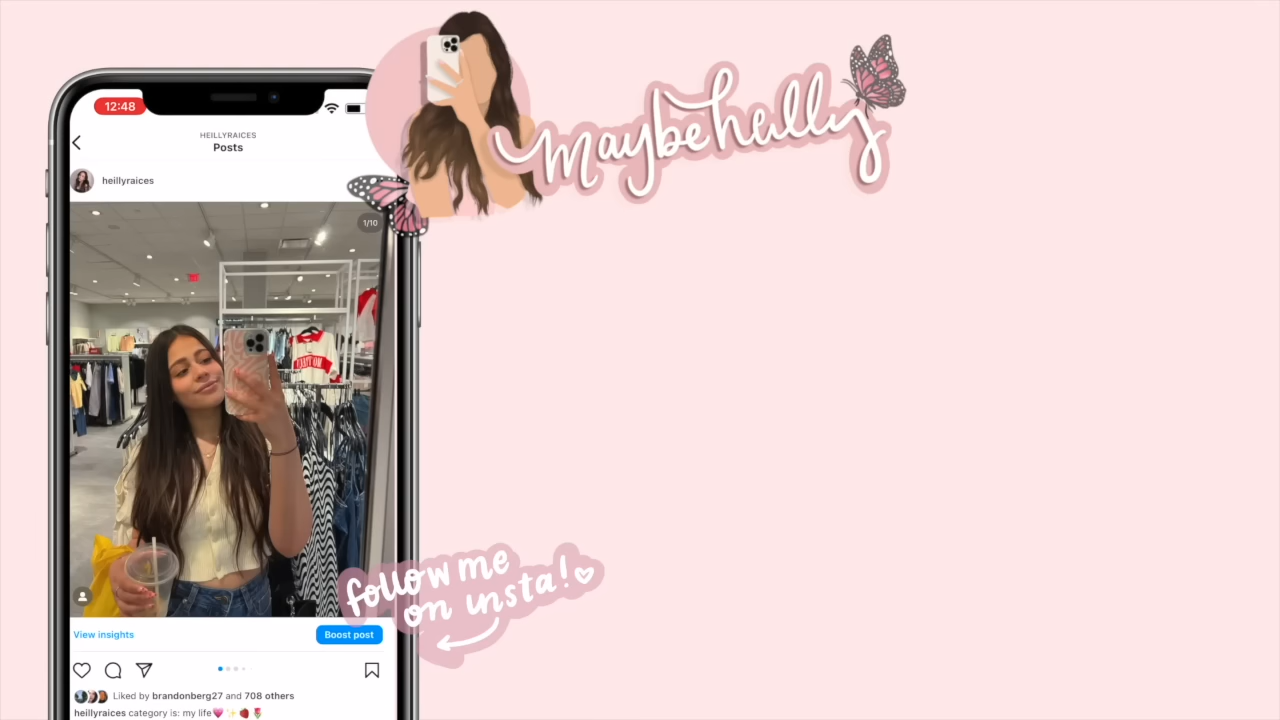 maybeheilly
12:48
HEILLYRAICES
Posts
heillyraices
1/10
follow me
on insta!
View insights
Boost post
Liked by brandonberg27 and 708 others
heillyraices category is: my life💗✨🍓🌷